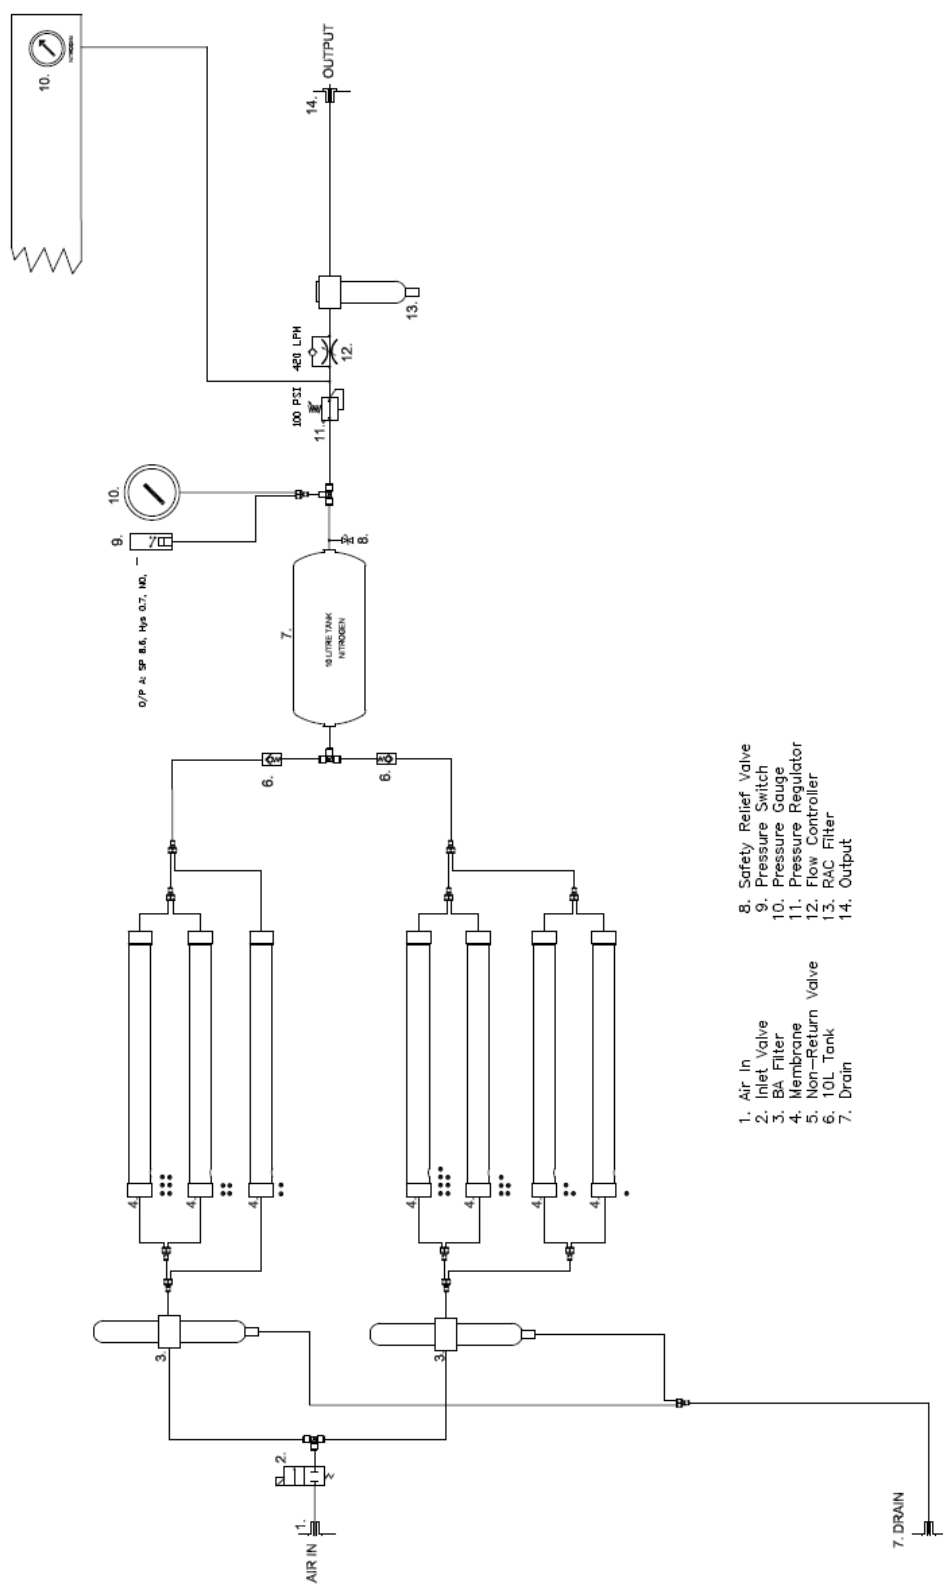 10.
NITROGEN
14.
OUTPUT
13.
420 LPM
12.
100 PSI
11.
10.
9.
O/P A: SP 8.6, Hys 0.7, NO,
8.
7.
10 LITRE TANK
NITROGEN
6.
6.
4.
4.
4.
4.
4.
4.
4.
3.
3.
2.
1.
AIR IN
7. DRAIN
1. Air In
2. Inlet Valve
3. BA Filter
4. Membrane
5. Non-Return Valve
6. 10L Tank
7. Drain
8. Safety Relief Valve
9. Pressure Switch
10. Pressure Gauge
11. Pressure Regulator
12. Flow Controller
13. RAC Filter
14. Output